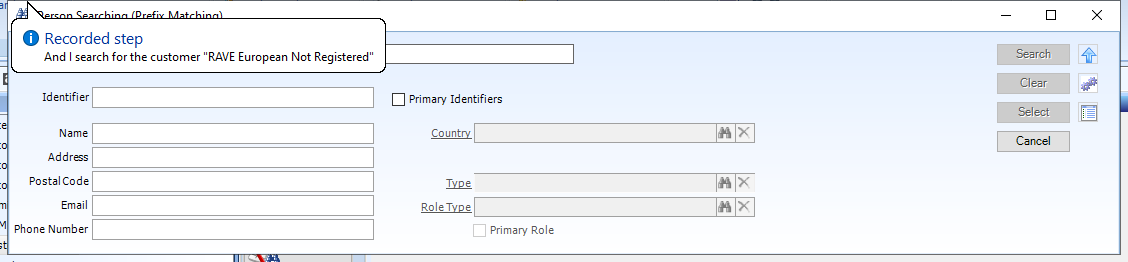 Person Searching (Prefix Matching)
Recorded step
And I search for the customer "RAVE European Not Registered"
Search
Identifier
Primary Identifiers
Clear
Select
Name
Country
Cancel
Address
Postal Code
Type
Email
Role Type
Phone Number
Primary Role